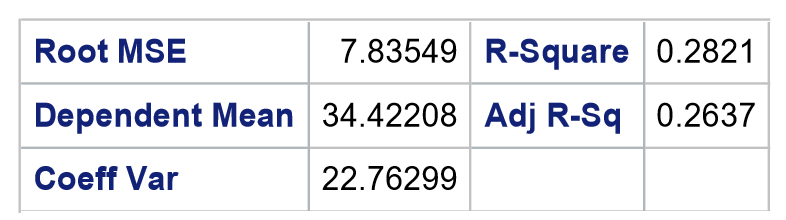 Root MSE 7.83549 R-Square 0.2821
Dependent Mean 34.42208 Adj R-Sq 0.2637
Coeff Var 22.76299